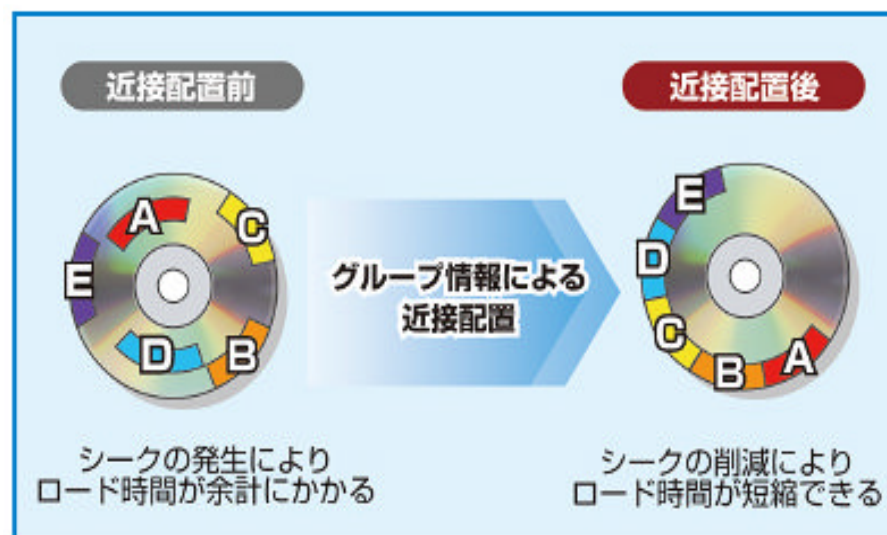 近接配置前
近接配置後
A
C
E
D
B
グループ情報による
近接配置
E
D
C
B
A
シークの発生により
ロード時間が余計にかかる
シークの削減により
ロード時間が短縮できる